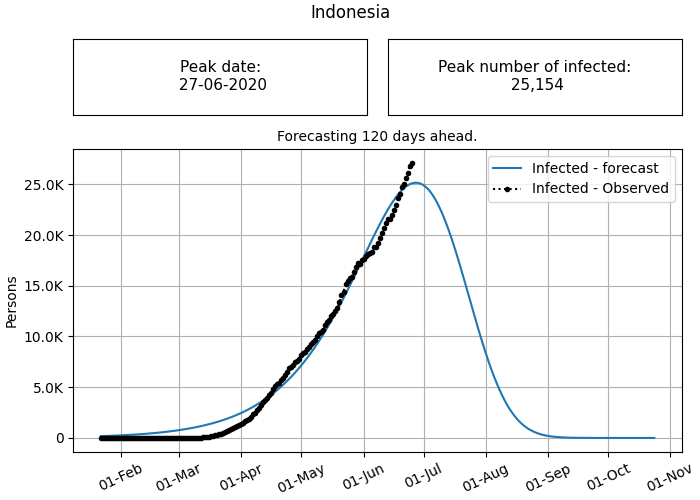 Indonesia
Peak date:
27-06-2020
Peak number of infected:
25,154
Forecasting 120 days ahead.
Infected - forecast
Infected - Observed
25.0K
20.0K
15.0K
10.0K
5.0K
0
Persons
01-Feb
01-Mar
01-Apr
01-May
01-Jun
01-Jul
01-Aug
01-Sep
01-Oct
01-Nov